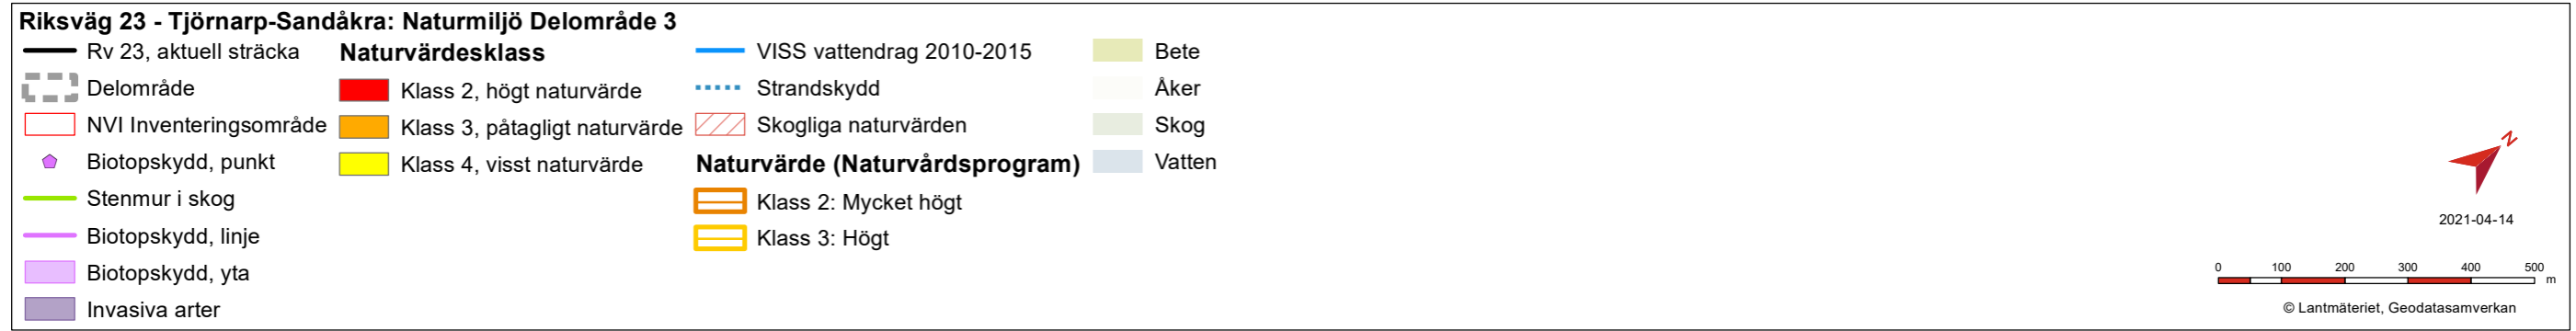 Riksväg 23 - Tjörnarp-Sandåkra: Naturmiljö Delområde 3
Rv 23, aktuell sträcka
Delområde
NVI Inventeringsområde
Biotopskydd, punkt
Stenmur i skog
Biotopskydd, linje
Biotopskydd, yta
Invasiva arter
Naturvärdesklass
Klass 2, högt naturvärde
Klass 3, påtagligt naturvärde
Klass 4, visst naturvärde
VISS vattendrag 2010-2015
Strandskydd
Skogliga naturvärden
Naturvärde (Naturvårdsprogram)
Klass 2: Mycket högt
Klass 3: Högt
Bete
Åker
Skog
Vatten
N
2021-04-14
0 100 200 300 400 500
m
© Lantmäteriet, Geodatasamverkan